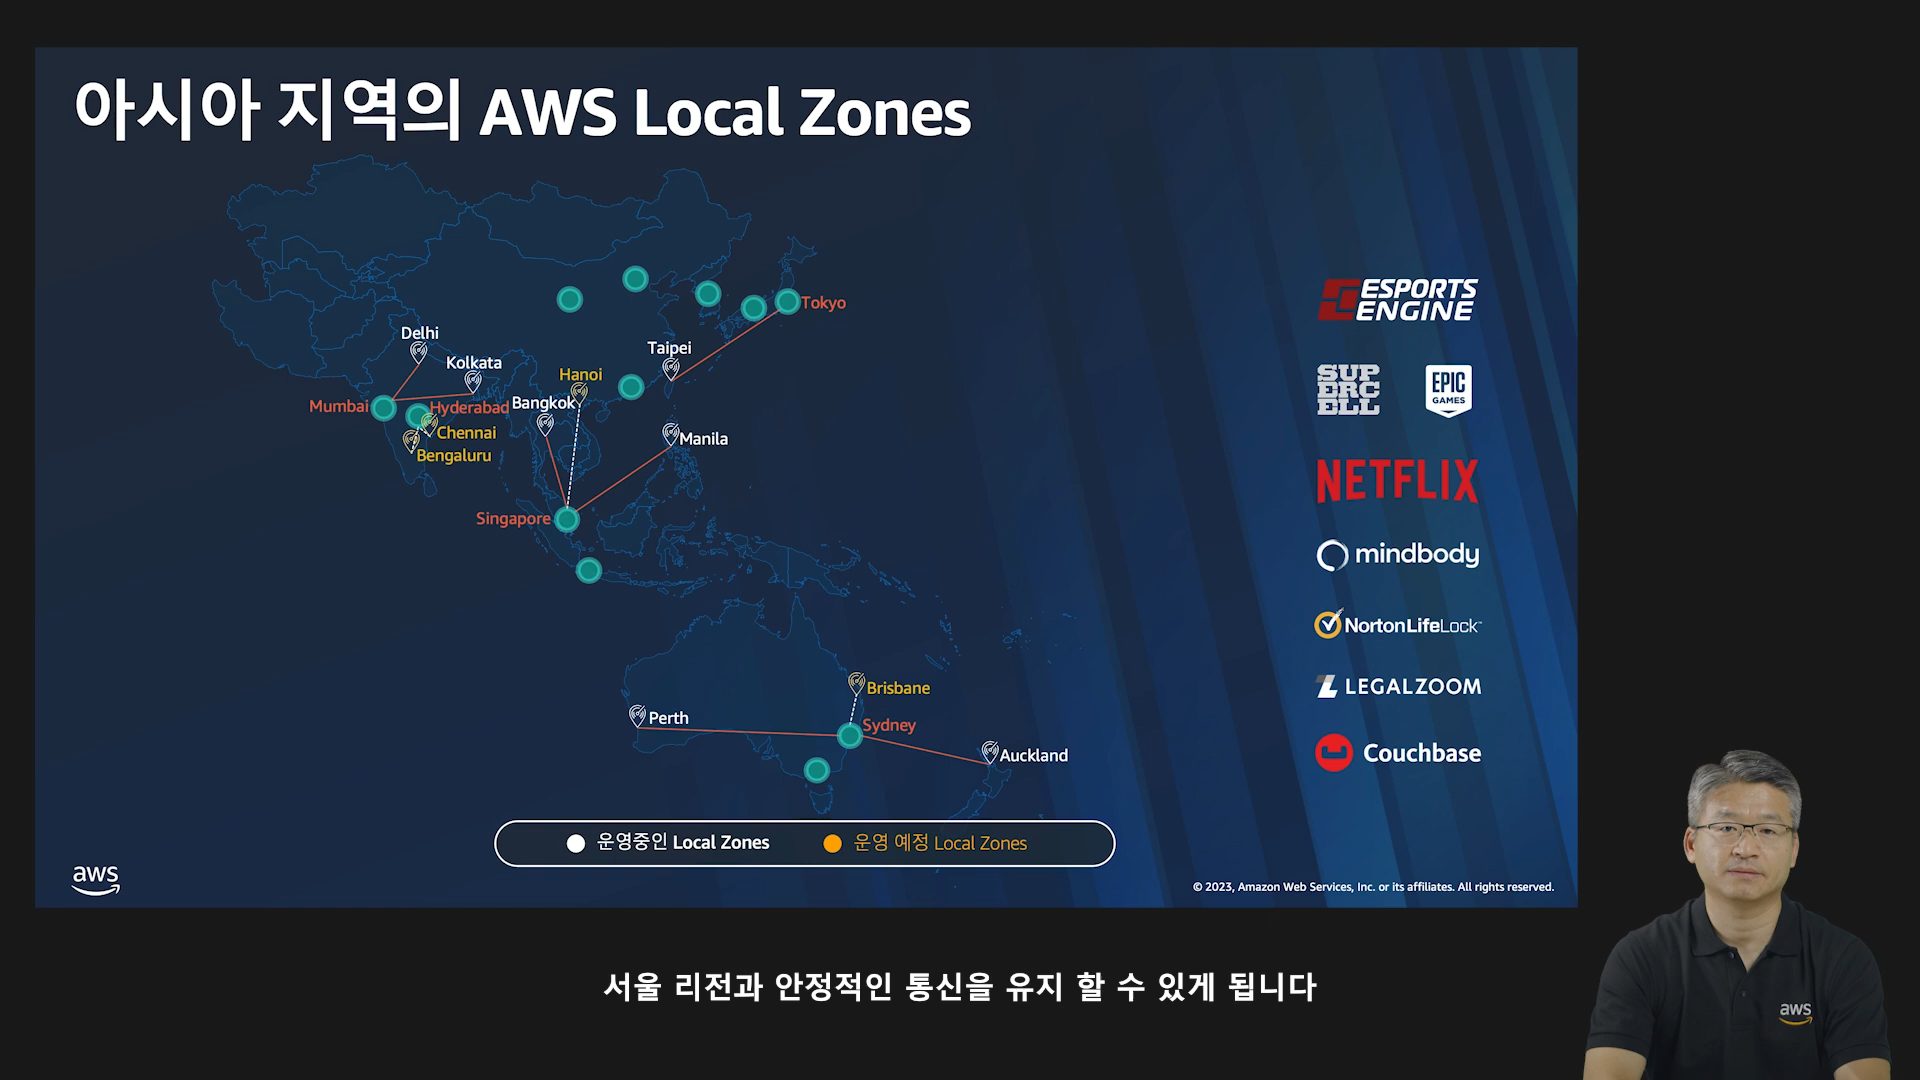 아시아 지역의 AWS Local Zones
Tokyo
Delhi
Taipei
Kolkata
Hanoi
Mumbai
Hyderabad
Bangkok
Chennai
Manila
Bengaluru
Singapore
Brisbane
Perth
Sydney
Auckland
ESPORTS
ENGINE
SUP
ERC
ELL
EPIC
GAMES
NETFLIX
mindbody
NortonLifeLock
LEGALZOOM
Couchbase
운영중인 Local Zones
운영 예정 Local Zones
aws
© 2023, Amazon Web Services, Inc. or its affiliates. All rights reserved.
서울 리전과 안정적인 통신을 유지 할 수 있게 됩니다
aws